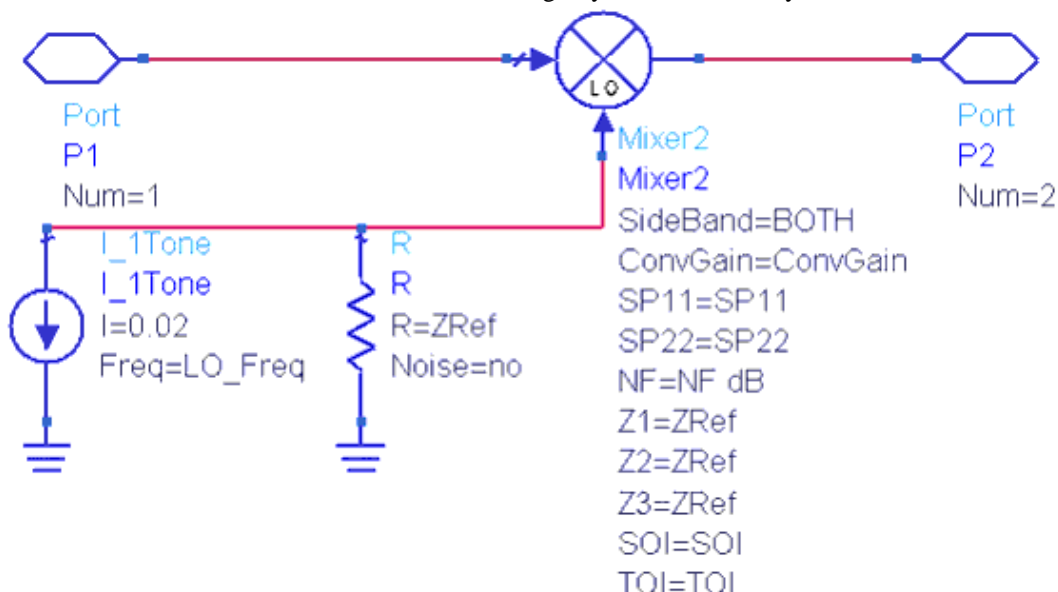 LO
Port
P1
Num=1
Mixer2
Mixer2
SideBand=BOTH
ConvGain=ConvGain
SP11=SP11
SP22=SP22
NF=NF dB
Z1=ZRef
Z2=ZRef
Z3=ZRef
SOI=SOI
TOI=TOI
Port
P2
Num=2
I_1Tone
I_1Tone
I=0.02
Freq=LO_Freq
R
R
R=ZRef
Noise=no